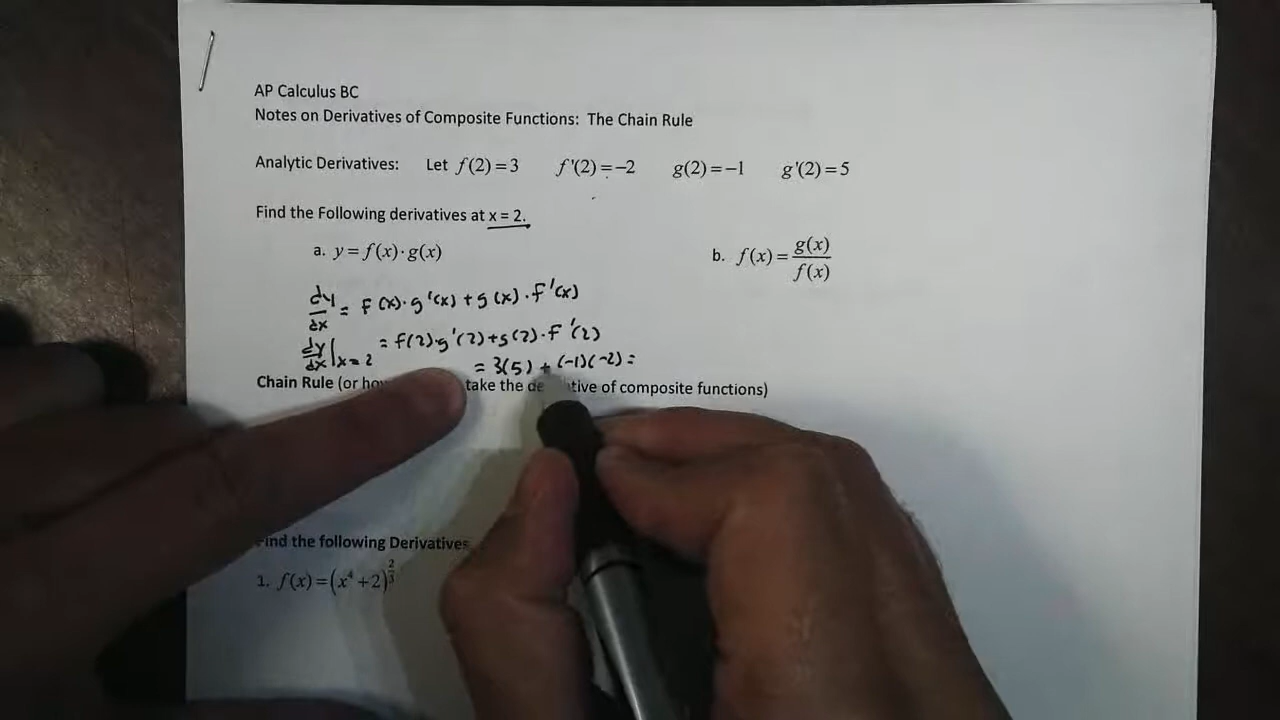 AP Calculus BC
Notes on Derivatives of Composite Functions: The Chain Rule
Analytic Derivatives: Let f(2)=3 f'(2)=-2 g(2)=-1 g'(2)=5
Find the Following derivatives at x = 2.
a. y=f(x)·g(x)
b. f(x)=g(x)/f(x)
dy/dx = f(x)·g'(x)+g(x)·f'(x)
dy/dx|x=2 = f(2)·g'(2)+g(2)·f'(2)
= 3(5) + (-1)(-2) =
Chain Rule (or take the of composite functions)
Find the following Derivatives
1. f(x)=(x⁴+2)^(2/3)